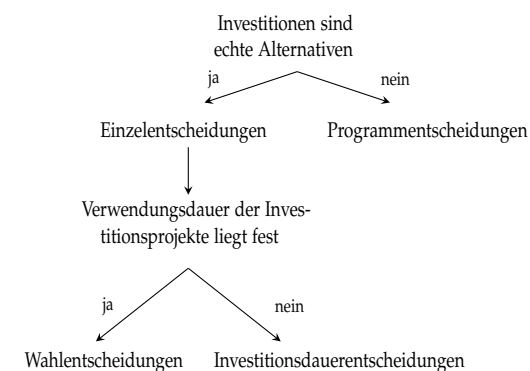 Investitionen sind
echte Alternativen
ja
nein
Einzelentscheidungen
Programmentscheidungen
Verwendungsdauer der Inves-
titionsprojekte liegt fest
ja
nein
Wahlentscheidungen
Investitionsdauerentscheidungen